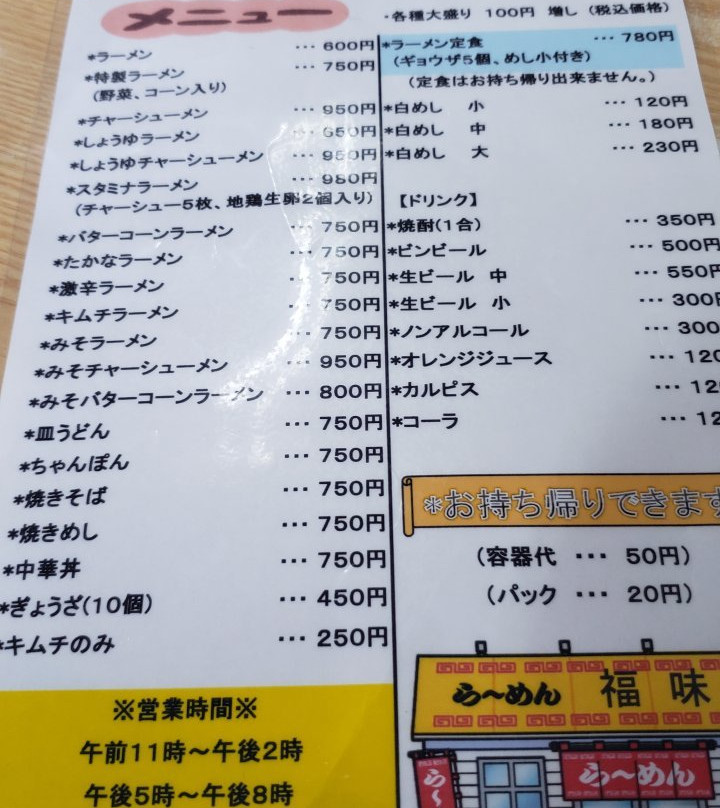 メニュー
・各種大盛り 100円 増し (税込価格)
*ラーメン ・・・ 600円
*特製ラーメン ・・・ 750円
(野菜、コーン入り)
*チャーシューメン ・・・ 950円
*しょうゆラーメン ・・・ 650円
*しょうゆチャーシューメン ・・・ 950円
*スタミナラーメン ・・・ 980円
(チャーシュー5枚、地鶏生卵2個入り)
*バターコーンラーメン ・・・ 750円
*たかなラーメン ・・・ 750円
*激辛ラーメン ・・・ 750円
*キムチラーメン ・・・ 750円
*みそラーメン ・・・ 750円
*みそチャーシューメン ・・・ 950円
*みそバターコーンラーメン ・・・ 800円
*皿うどん ・・・ 750円
*ちゃんぽん ・・・ 750円
*焼きそば ・・・ 750円
*焼きめし ・・・ 750円
*中華丼 ・・・ 750円
*ぎょうざ(10個) ・・・ 450円
*キムチのみ ・・・ 250円
※営業時間※
午前11時～午後2時
午後5時～午後8時
*ラーメン定食 ・・・ 780円
(ギョウザ5個、めし小付き)
(定食はお持ち帰り出来ません。)
*白めし 小 ・・・ 120円
*白めし 中 ・・・ 180円
*白めし 大 ・・・ 230円
【ドリンク】
*焼酎(1合) ・・・ 350円
*ビンビール ・・・ 500円
*生ビール 中 ・・・ 550円
*生ビール 小 ・・・ 300円
*ノンアルコール ・・・ 300
*オレンジジュース ・・・ 120
*カルピス ・・・ 12
*コーラ ・・・ 12
*お持ち帰りできます
(容器代 ・・・ 50円)
(パック ・・・ 20円)
ら～めん 福味
ら～めん
ら～